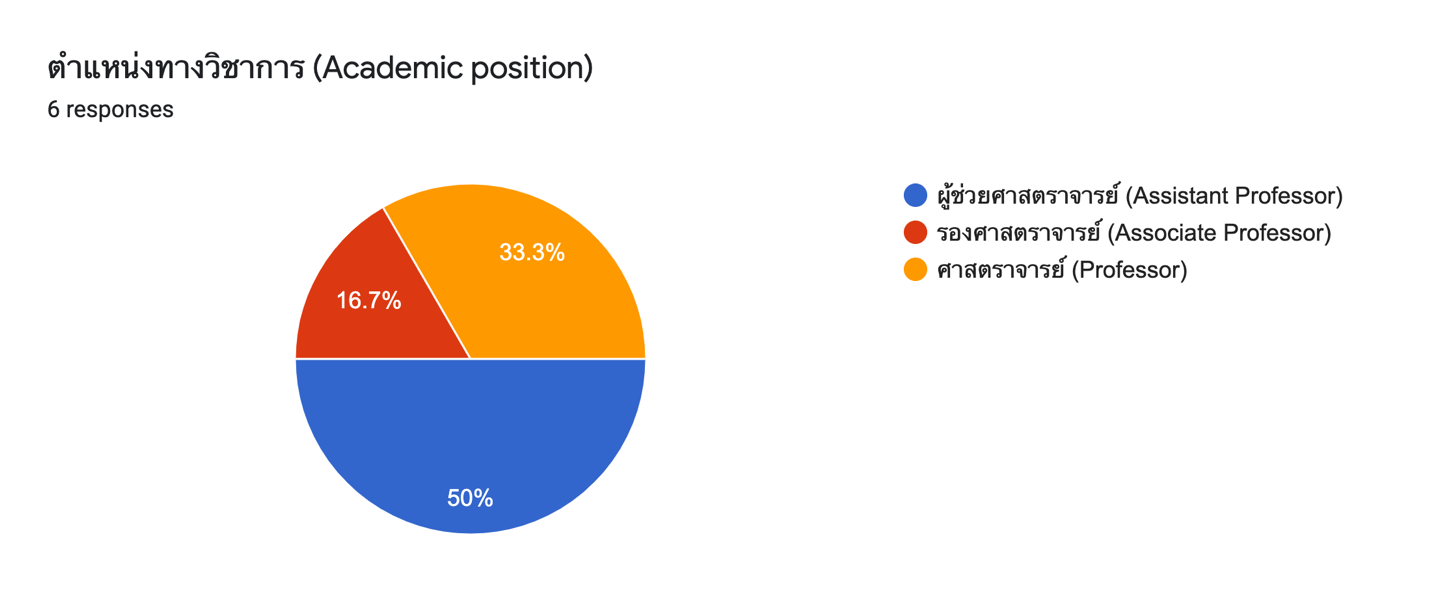 ตำแหน่งทางวิชาการ (Academic position)
6 responses
33.3%
16.7%
50%
ผู้ช่วยศาสตราจารย์ (Assistant Professor)
รองศาสตราจารย์ (Associate Professor)
ศาสตราจารย์ (Professor)